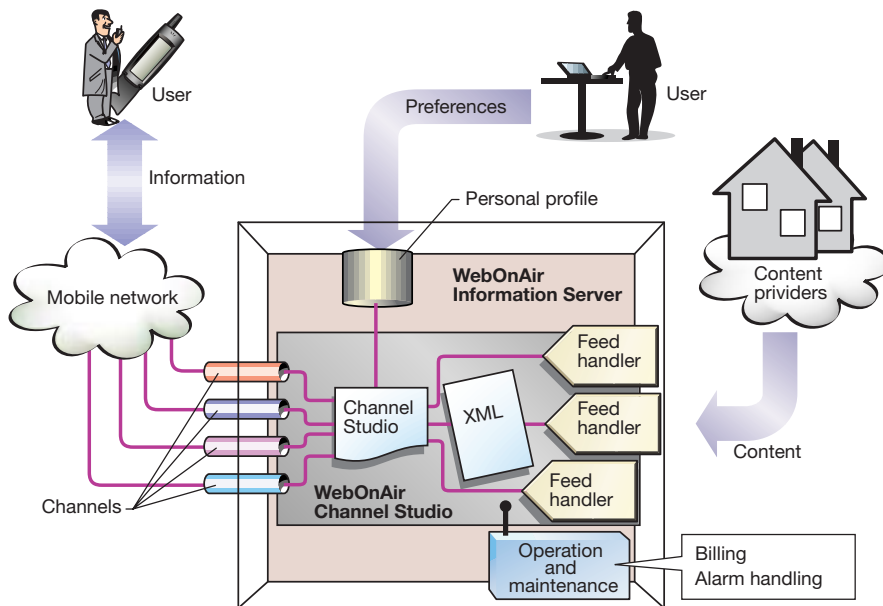 User
Preferences
User
Information
Personal profile
WebOnAir
Information Server
Mobile network
Content
providers
Feed
handler
Channel
Studio
XML
Feed
handler
Content
Feed
handler
Channels
WebOnAir
Channel Studio
Operation
and
maintenance
Billing
Alarm handling